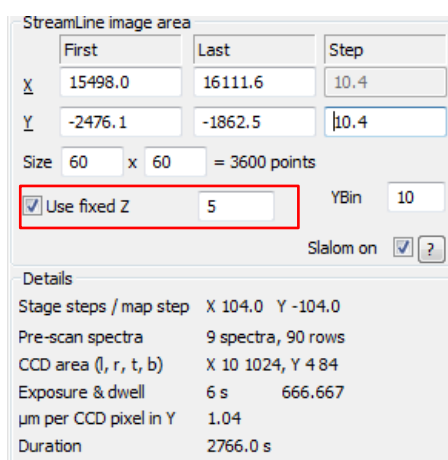 StreamLine image area
First Last Step
X 15498.0 16111.6 10.4
Y -2476.1 -1862.5 10.4
Size 60 x 60 = 3600 points
Use fixed Z 5 YBin 10
Slalom on ?
Details
Stage steps / map step X 104.0 Y -104.0
Pre-scan spectra 9 spectra, 90 rows
CCD area (l, r, t, b) X 10 1024, Y 4 84
Exposure & dwell 6 s 666.667
µm per CCD pixel in Y 1.04
Duration 2766.0 s